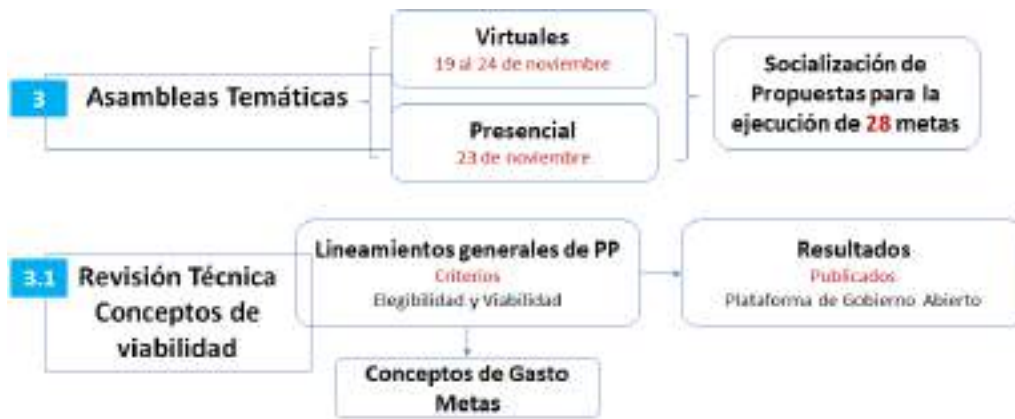 3
Asambleas Temáticas
Virtuales
19 al 24 de noviembre
Presencial
23 de noviembre
Socialización de
Propuestas para la
ejecución de 28 metas
3.1
Revisión Técnica
Conceptos de
viabilidad
Lineamientos generales de PP
Criterios
Elegibilidad y Viabilidad
Resultados
Publicados
Plataforma de Gobierno Abierto
Conceptos de Gasto
Metas